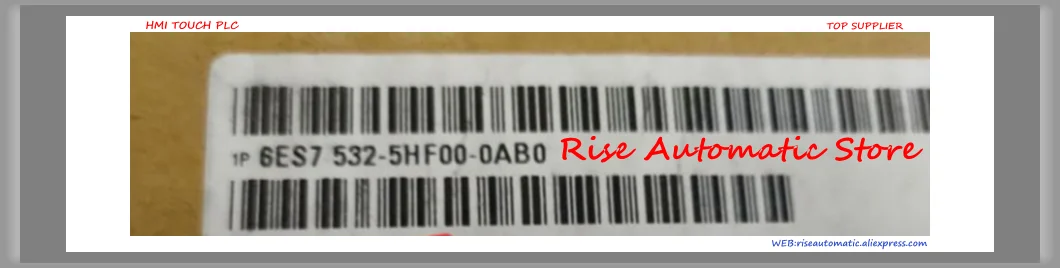 HMI TOUCH PLC
TOP SUPPLIER
1P 6ES7 532-5HF00-0AB0
Rise Automatic Store
WEB:riseautomatic.aliexpress.com